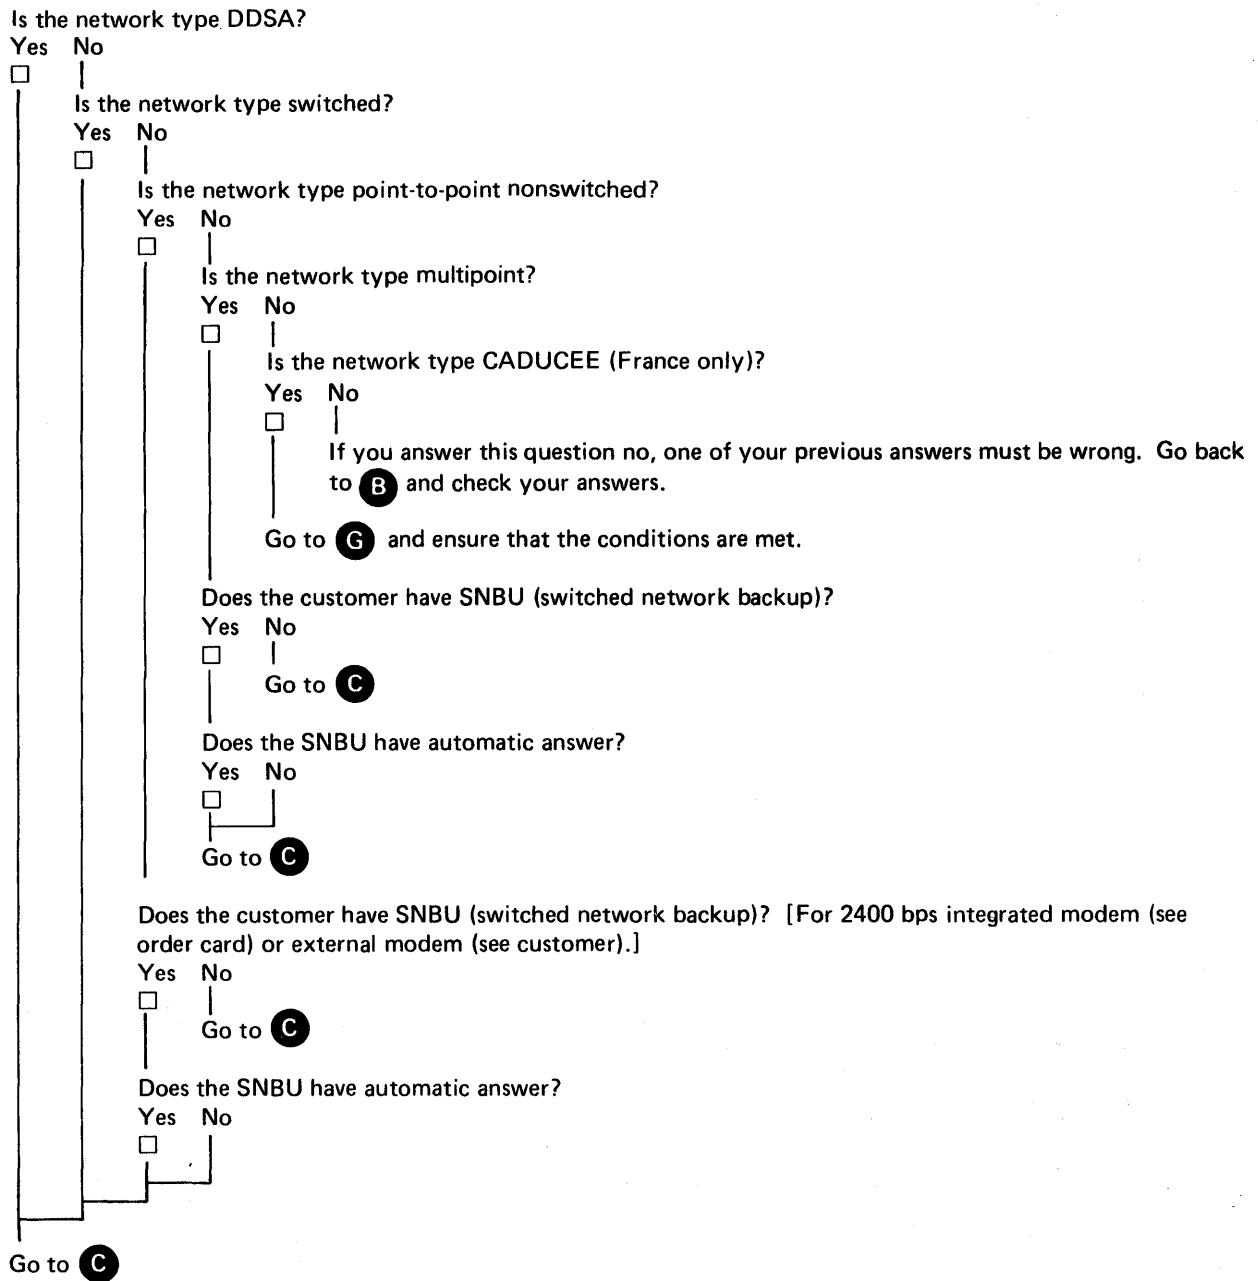 Is the network type DDSA?
Yes No
Is the network type switched?
Yes No
Is the network type point-to-point nonswitched?
Yes No
Is the network type multipoint?
Yes No
Is the network type CADUCEE (France only)?
Yes No
If you answer this question no, one of your previous answers must be wrong. Go back
to B and check your answers.
Go to G and ensure that the conditions are met.
Does the customer have SNBU (switched network backup)?
Yes No
Go to C
Does the SNBU have automatic answer?
Yes No
Go to C
Does the customer have SNBU (switched network backup)? [For 2400 bps integrated modem (see
order card) or external modem (see customer).]
Yes No
Go to C
Does the SNBU have automatic answer?
Yes No
Go to C